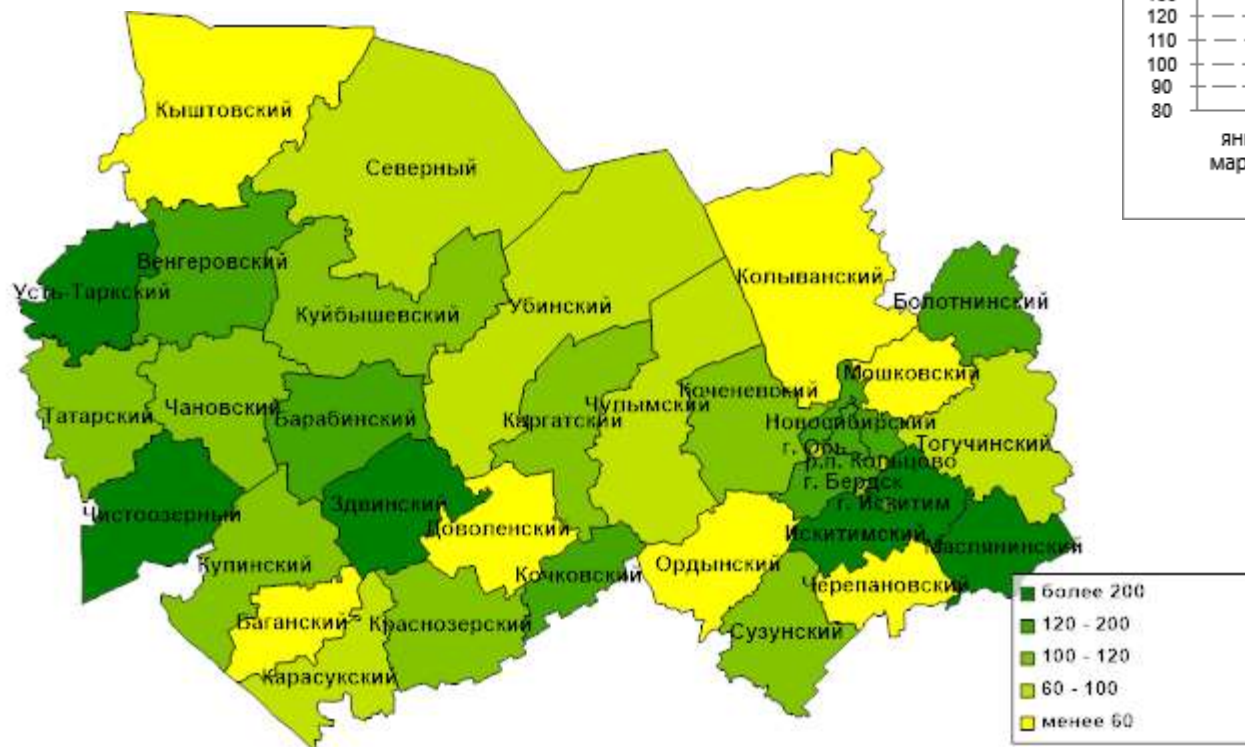 120
110
100
90
80
Кыштовский
Северный
Венгеровский
Усть-Таркский
Куйбышевский
Убинский
Колыванский
Болотнинский
Мошковский
Татарский
Чановский
Барабинский
Каргатский
Чулымский
Коченевский
Новосибирский
Тогучинский
г. Обь
р.п. Кольцово
г. Бердск
г. Искитим
Чистоозерный
Здвинский
Доволенский
Искитимский
Маслянинский
Купинский
Кочковский
Ордынский
Черепановский
Баганский
Краснозерский
Сузунский
Карасукский
более 200
120 - 200
100 - 120
60 - 100
менее 60